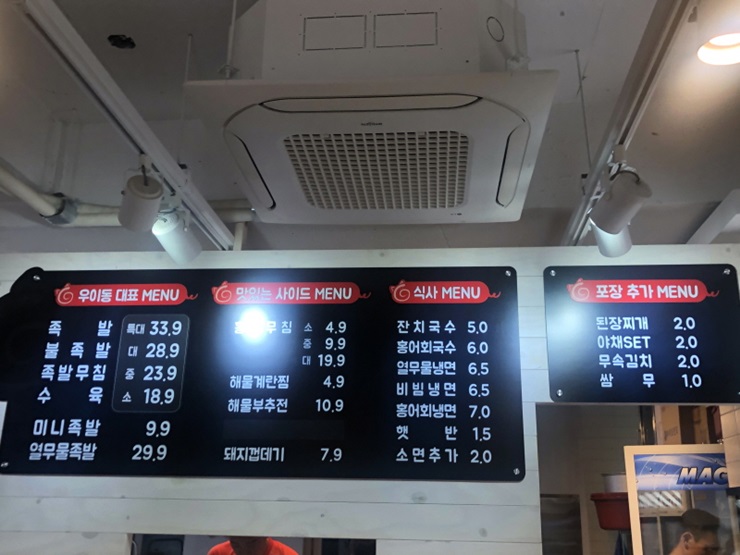 우이동 대표 MENU
족 발 특대 33.9
불 족 발 대 28.9
족발무침 중 23.9
수 육 소 18.9
미니족발 9.9
열무물족발 29.9
맛있는 사이드 MENU
무침 소 4.9
중 9.9
대 19.9
해물계란찜 4.9
해물부추전 10.9
돼지껍데기 7.9
식사 MENU
잔치국수 5.0
홍어회국수 6.0
열무물냉면 6.5
비빔냉면 6.5
홍어회냉면 7.0
햇 반 1.5
소면추가 2.0
포장 추가 MENU
된장찌개 2.0
야채SET 2.0
무속김치 2.0
쌈 무 1.0
MAG